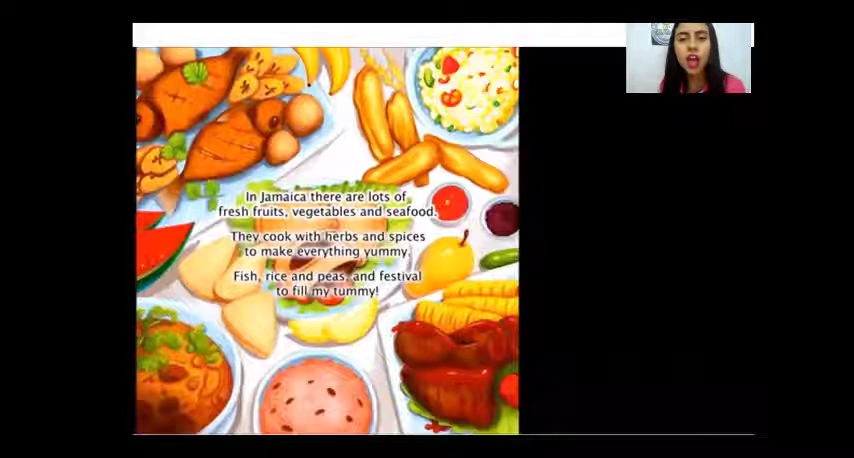 In Jamaica there are lots of
fresh fruits, vegetables and seafood.
They cook with herbs and spices
to make everything yummy.
Fish, rice and peas, and festival
to fill my tummy!